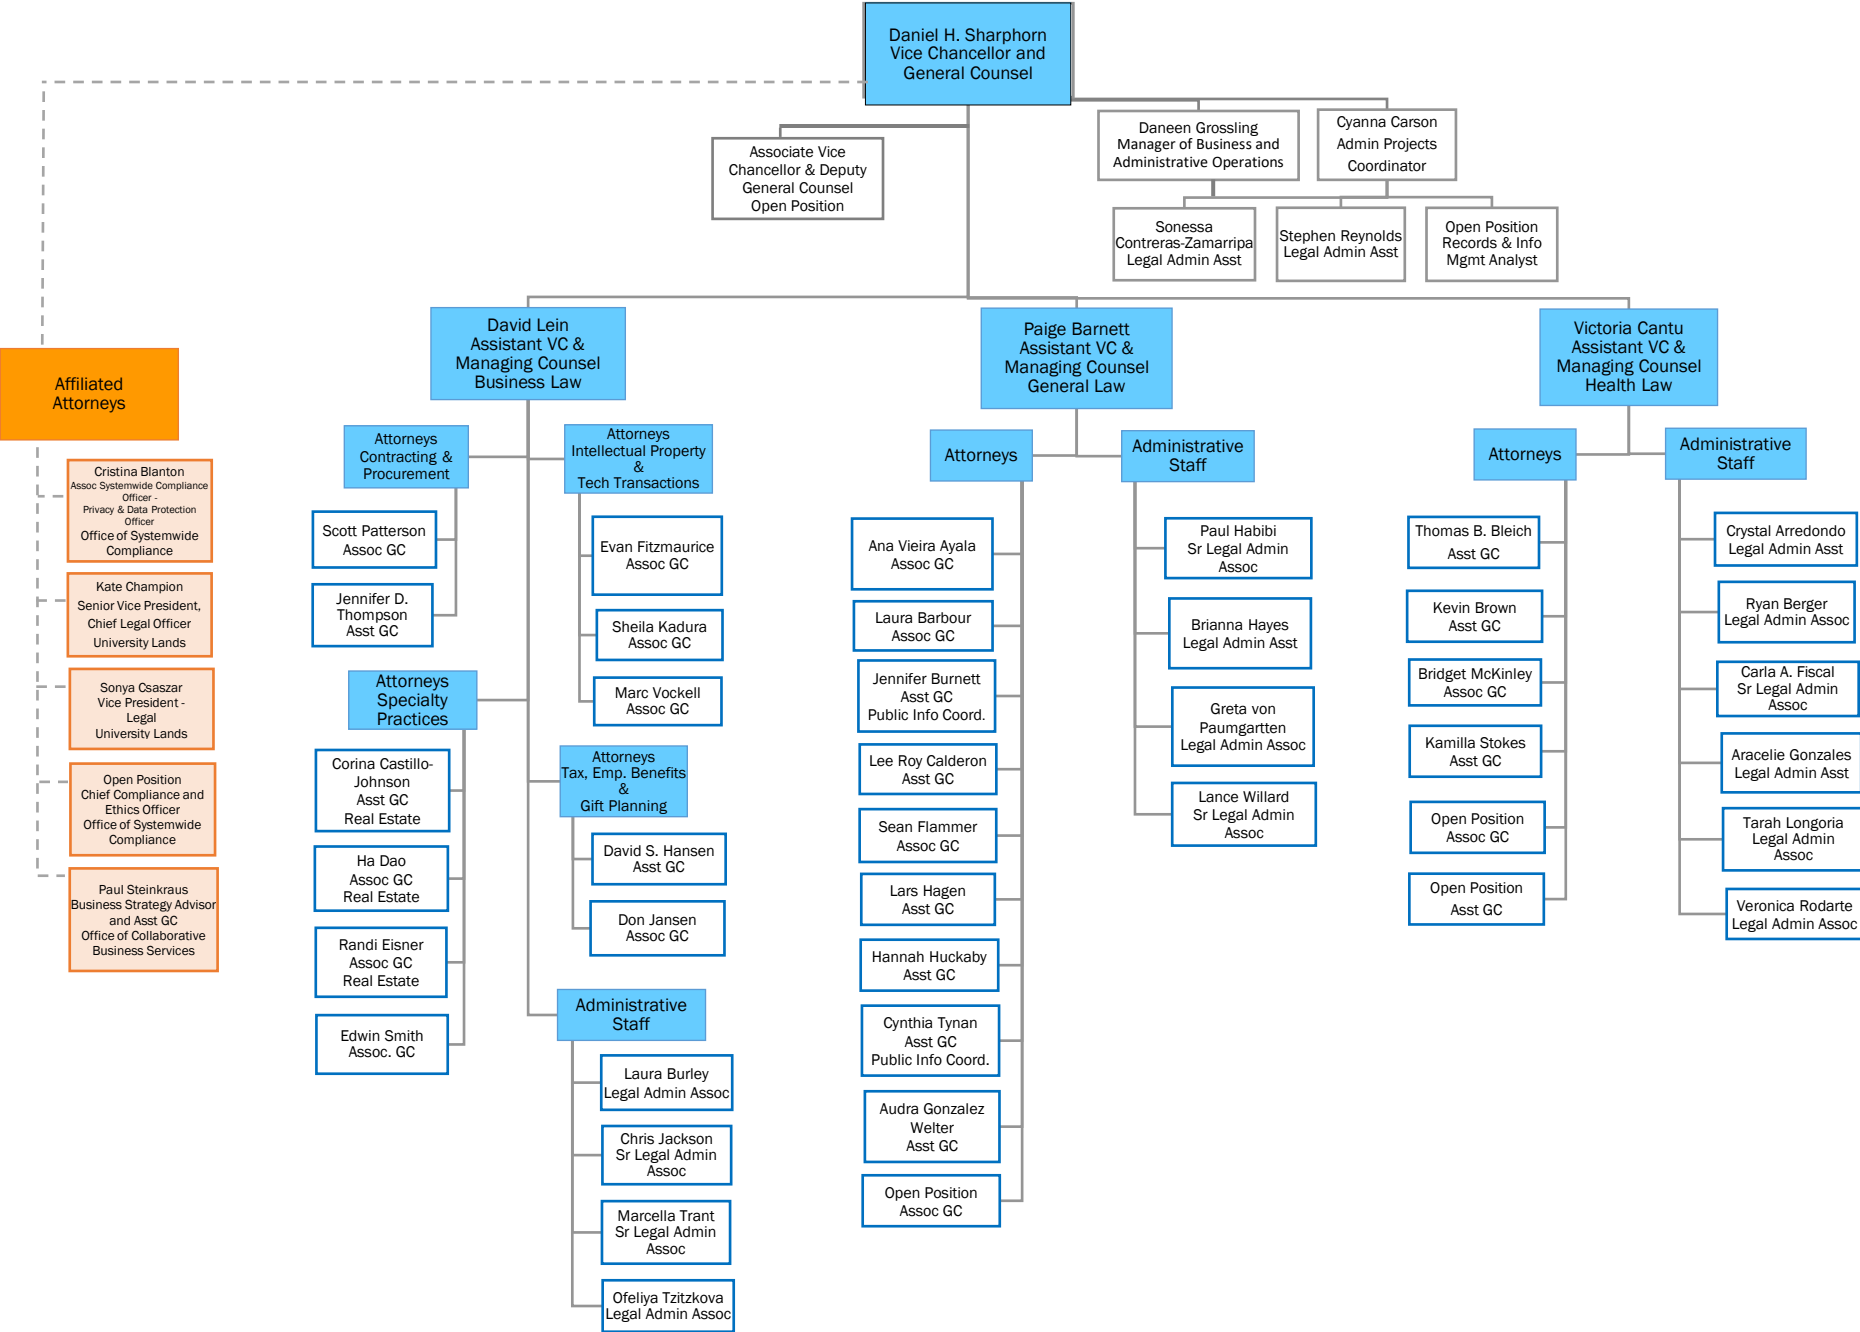 Daniel H. Sharphorn
Vice Chancellor and
General Counsel
Associate Vice
Chancellor & Deputy
General Counsel
Open Position
Daneen Grossling
Manager of Business and
Administrative Operations
Cyanna Carson
Admin Projects
Coordinator
Sonessa
Contreras-Zamarripa
Legal Admin Asst
Stephen Reynolds
Legal Admin Asst
Open Position
Records & Info
Mgmt Analyst
Affiliated
Attorneys
Cristina Blanton
Assoc Systemwide Compliance
Officer -
Privacy & Data Protection
Officer
Office of Systemwide
Compliance
Kate Champion
Senior Vice President,
Chief Legal Officer
University Lands
Sonya Csaszar
Vice President -
Legal
University Lands
Open Position
Chief Compliance and
Ethics Officer
Office of Systemwide
Compliance
Paul Steinkraus
Business Strategy Advisor
and Asst GC
Office of Collaborative
Business Services
David Lein
Assistant VC &
Managing Counsel
Business Law
Attorneys
Contracting &
Procurement
Scott Patterson
Assoc GC
Jennifer D.
Thompson
Asst GC
Attorneys
Specialty
Practices
Corina Castillo-
Johnson
Asst GC
Real Estate
Ha Dao
Assoc GC
Real Estate
Randi Eisner
Assoc GC
Real Estate
Edwin Smith
Assoc. GC
Attorneys
Intellectual Property
&
Tech Transactions
Evan Fitzmaurice
Assoc GC
Sheila Kadura
Assoc GC
Marc Vockell
Assoc GC
Attorneys
Tax, Emp. Benefits
&
Gift Planning
David S. Hansen
Asst GC
Don Jansen
Assoc GC
Administrative
Staff
Laura Burley
Legal Admin Assoc
Chris Jackson
Sr Legal Admin
Assoc
Marcella Trant
Sr Legal Admin
Assoc
Ofeliya Tzitzkova
Legal Admin Assoc
Paige Barnett
Assistant VC &
Managing Counsel
General Law
Attorneys
Ana Vieira Ayala
Assoc GC
Laura Barbour
Assoc GC
Jennifer Burnett
Asst GC
Public Info Coord.
Lee Roy Calderon
Asst GC
Sean Flammer
Assoc GC
Lars Hagen
Asst GC
Hannah Huckaby
Asst GC
Cynthia Tynan
Asst GC
Public Info Coord.
Audra Gonzalez
Welter
Asst GC
Open Position
Assoc GC
Administrative
Staff
Paul Habibi
Sr Legal Admin
Assoc
Brianna Hayes
Legal Admin Asst
Greta von
Paumgartten
Legal Admin Assoc
Lance Willard
Sr Legal Admin
Assoc
Victoria Cantu
Assistant VC &
Managing Counsel
Health Law
Attorneys
Thomas B. Bleich
Asst GC
Kevin Brown
Asst GC
Bridget McKinley
Assoc GC
Kamilla Stokes
Asst GC
Open Position
Assoc GC
Open Position
Asst GC
Administrative
Staff
Crystal Arredondo
Legal Admin Asst
Ryan Berger
Legal Admin Assoc
Carla A. Fiscal
Sr Legal Admin
Assoc
Aracelie Gonzales
Legal Admin Asst
Tarah Longoria
Legal Admin
Assoc
Veronica Rodarte
Legal Admin Assoc